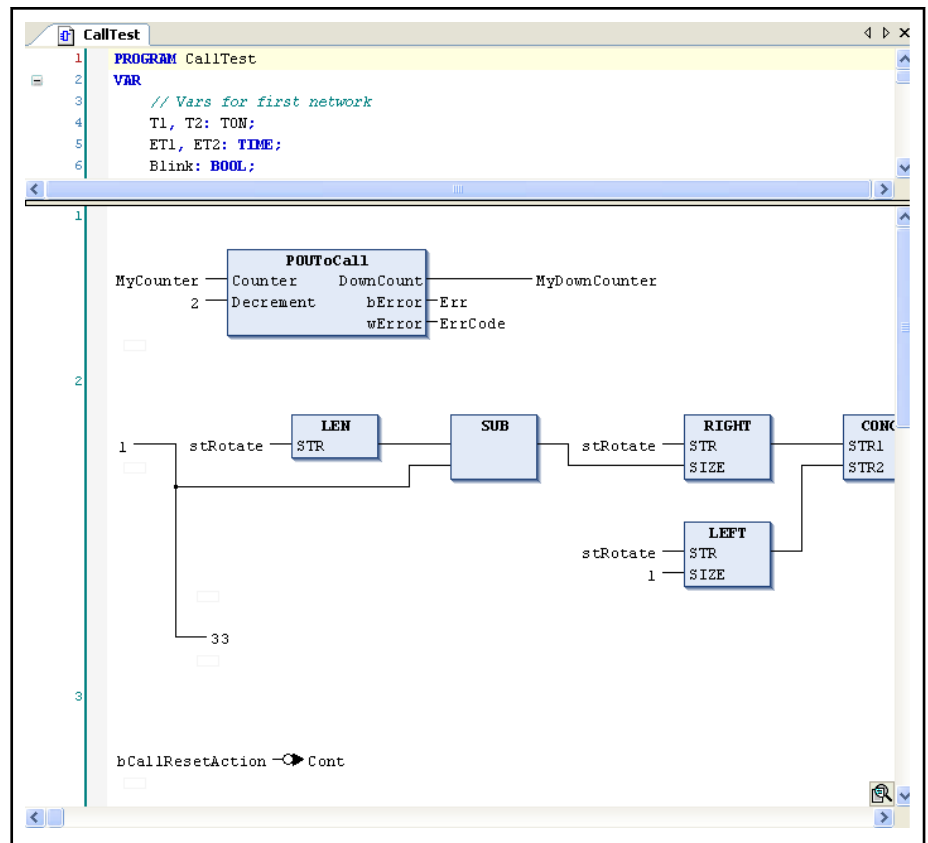 CallTest
1 PROGRAM CallTest
2 VAR
3 // Vars for first network
4 T1, T2: TON;
5 ET1, ET2: TIME;
6 Blink: BOOL;
1
POUToCall
MyCounter Counter DownCount MyDownCounter
2 Decrement bError Err
wError ErrCode
2
LEN SUB RIGHT CONC
1 stRotate STR stRotate STR STR1
SIZE STR2
LEFT
stRotate STR
1 SIZE
33
3
bCallResetAction Cont